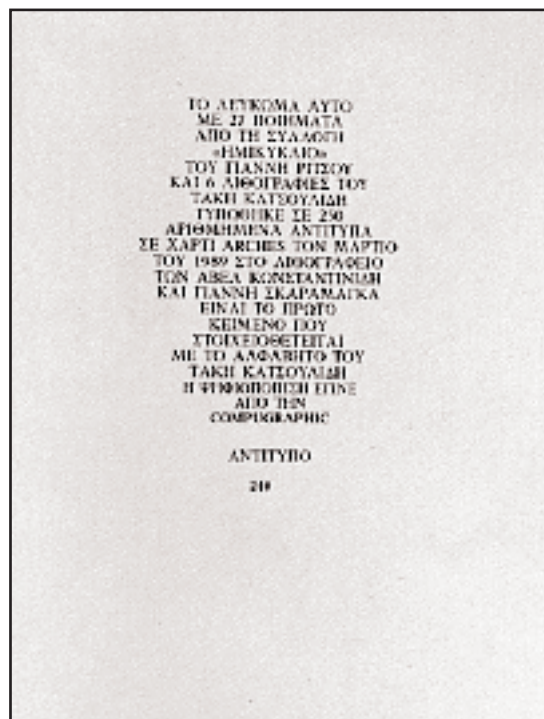 ΤΟ ΛΕΥΚΩΜΑ ΑΥΤΟ
ΜΕ 27 ΠΟΙΗΜΑΤΑ
ΑΠΟ ΤΗ ΣΥΛΛΟΓΗ
«ΗΜΙΚΥΚΛΙΟ»
ΤΟΥ ΓΙΑΝΝΗ ΡΙΤΣΟΥ
ΚΑΙ 6 ΛΙΘΟΓΡΑΦΙΕΣ ΤΟΥ
ΤΑΚΗ ΚΑΤΣΟΥΛΙΔΗ
ΤΥΠΩΘΗΚΕ ΣΕ 250
ΑΡΙΘΜΗΜΕΝΑ ΑΝΤΙΤΥΠΑ
ΣΕ ΧΑΡΤΙ ARCHES ΤΟΝ ΜΑΡΤΙΟ
ΤΟΥ 1989 ΣΤΟ ΛΙΘΟΓΡΑΦΕΙΟ
ΤΩΝ ΑΒΕΛ ΚΩΝΣΤΑΝΤΙΝΙΔΗ
ΚΑΙ ΓΙΑΝΝΗ ΣΚΑΡΑΜΑΓΚΑ
ΕΙΝΑΙ ΤΟ ΠΡΩΤΟ
ΚΕΙΜΕΝΟ ΠΟΥ
ΣΤΟΙΧΕΙΟΘΕΤΕΙΤΑΙ
ΜΕ ΤΟ ΑΛΦΑΒΗΤΟ ΤΟΥ
ΤΑΚΗ ΚΑΤΣΟΥΛΙΔΗ
Η ΨΗΦΙΟΠΟΙΗΣΗ ΕΓΙΝΕ
ΑΠΟ ΤΗΝ
COMPUGRAPHIC
ΑΝΤΙΤΥΠΟ
240